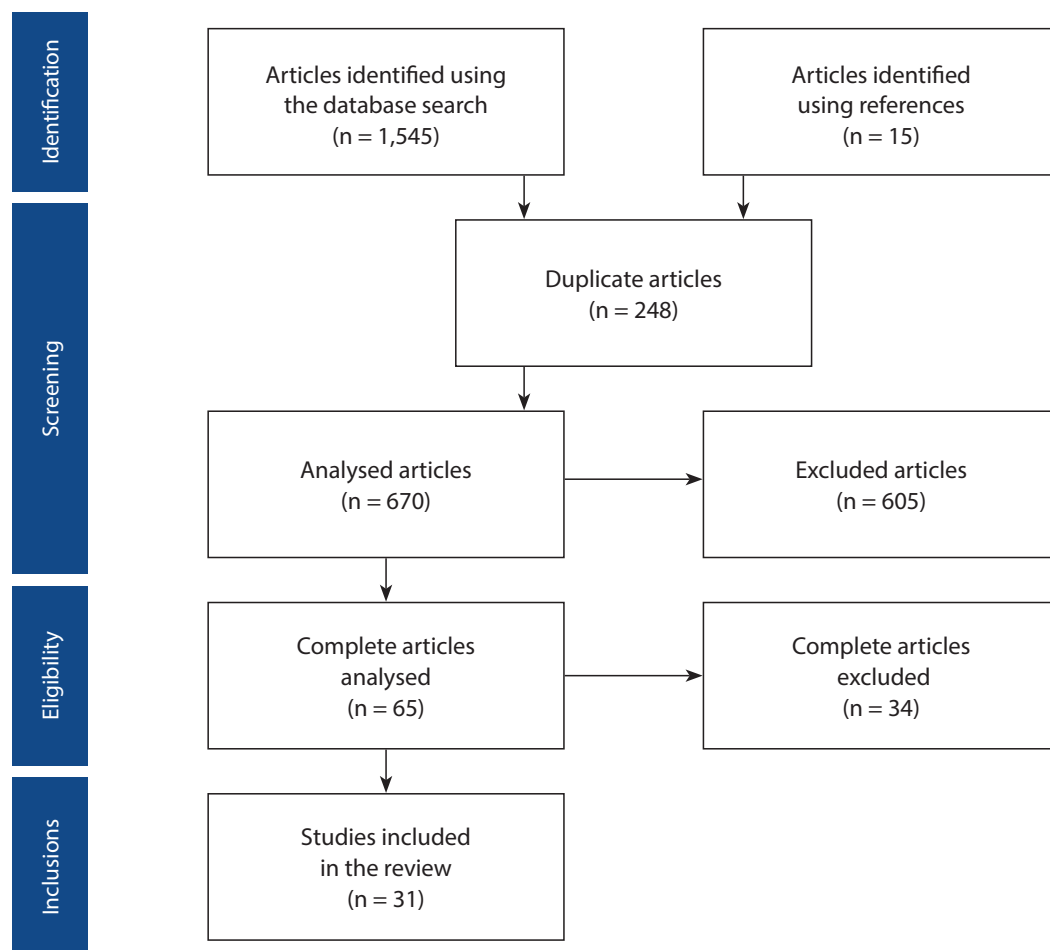 Identification
Articles identified using
the database search
(n = 1,545)
Articles identified
using references
(n = 15)
Screening
Duplicate articles
(n = 248)
Analysed articles
(n = 670)
Excluded articles
(n = 605)
Eligibility
Complete articles
analysed
(n = 65)
Complete articles
excluded
(n = 34)
Inclusions
Studies included
in the review
(n = 31)